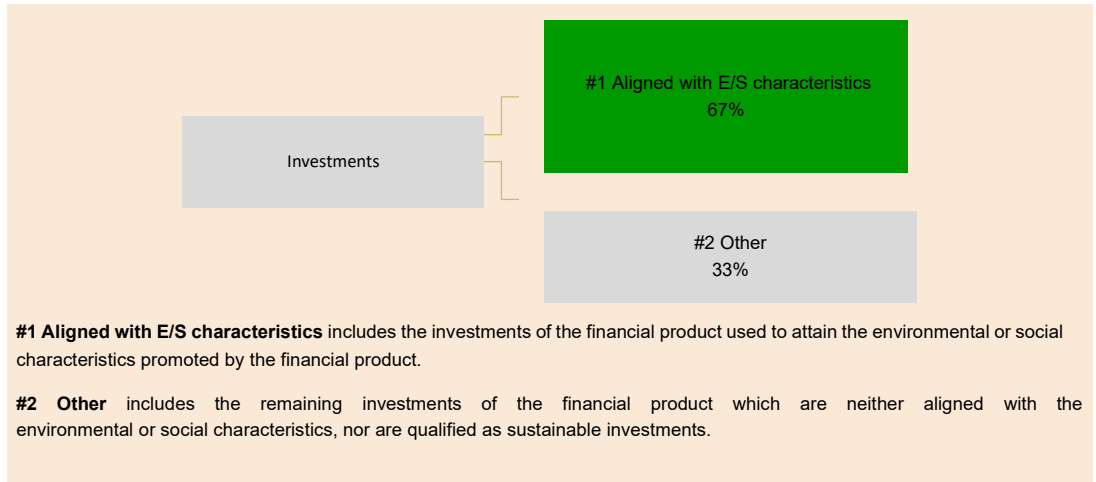 #1 Aligned with E/S characteristics
67%
Investments
#2 Other
33%
#1 Aligned with E/S characteristics includes the investments of the financial product used to attain the environmental or social
characteristics promoted by the financial product.
#2 Other includes the remaining investments of the financial product which are neither aligned with the
environmental or social characteristics, nor are qualified as sustainable investments.